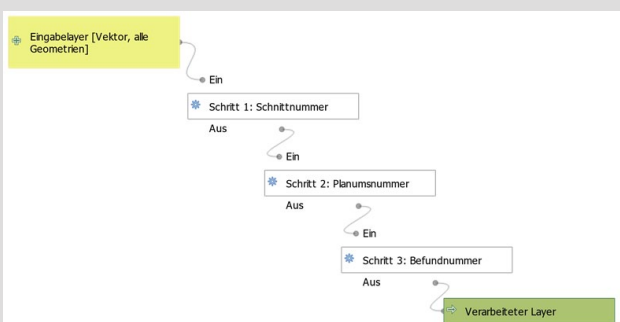 Eingabelayer [Vektor, alle
Geometrien]
Ein
Schritt 1: Schnittnummer
Aus
Ein
Schritt 2: Planumsnummer
Aus
Ein
Schritt 3: Befundnummer
Aus
Verarbeiteter Layer